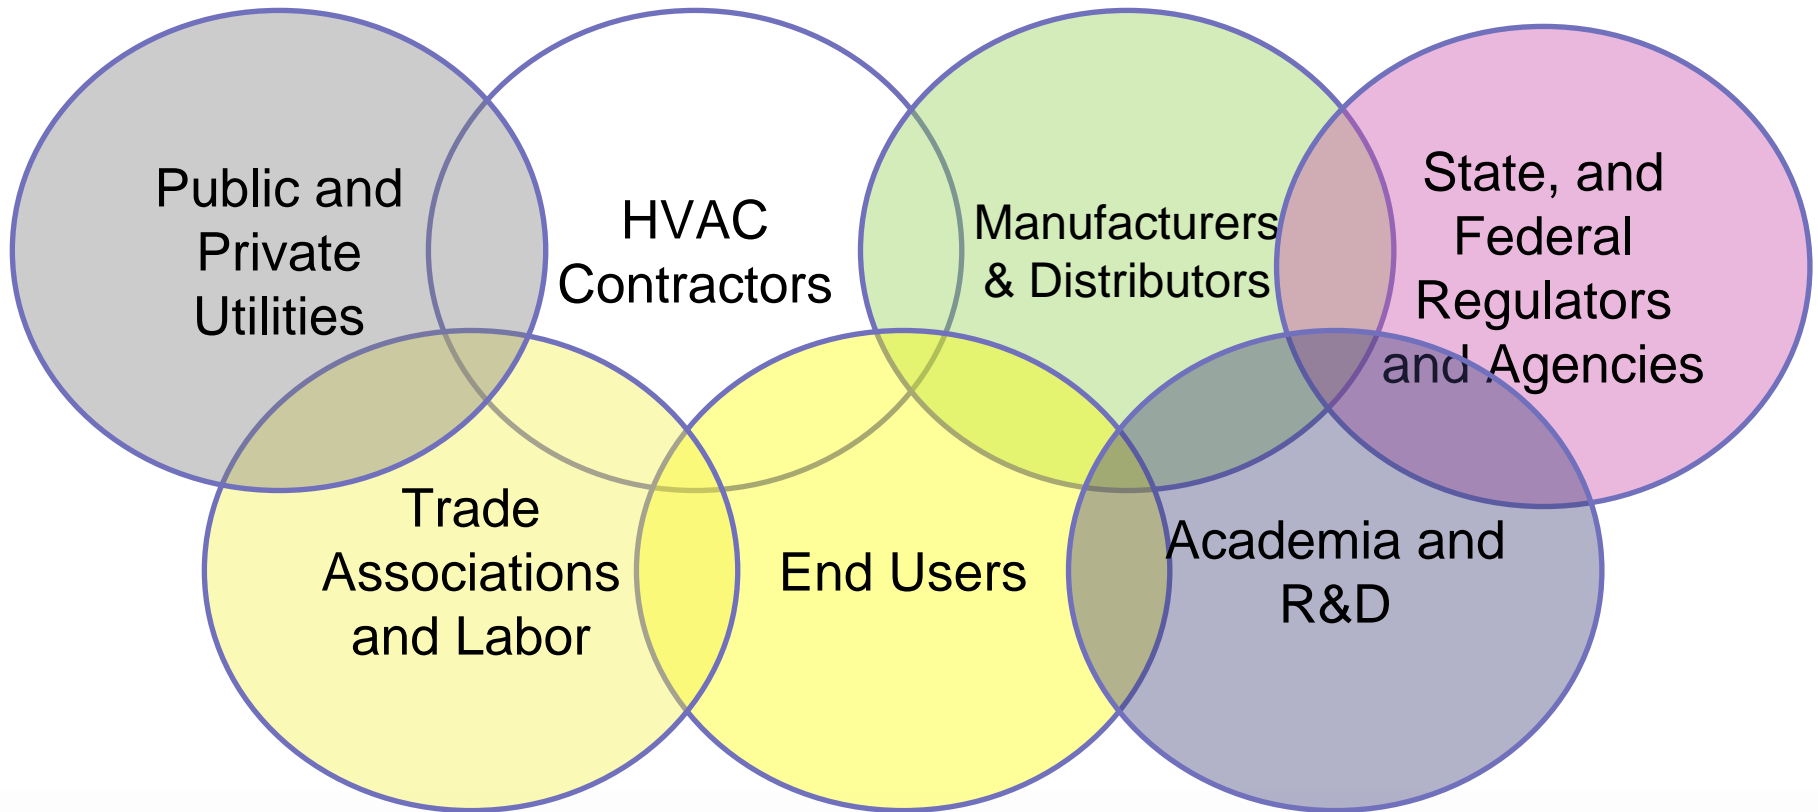 Public and
Private
Utilities
HVAC
Contractors
Manufacturers
& Distributors
State, and
Federal
Regulators
and Agencies
Trade
Associations
and Labor
End Users
Academia and
R&D